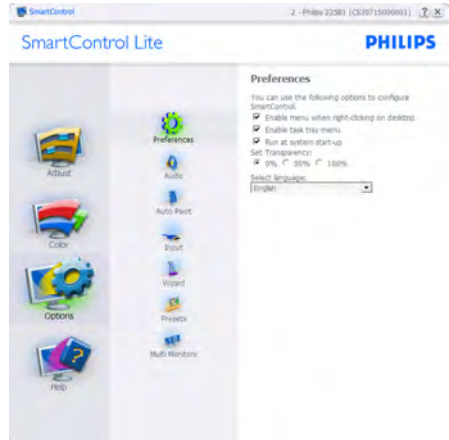 SmartControl
2 - Philips 225B1 (CS30715000001)
? X
SmartControl Lite
PHILIPS
Adjust
Color
Options
Help
Preferences
Audio
Auto Pivot
Input
Wizard
Presets
Multi Monitors
Preferences
You can use the following options to configure
SmartControl.
Enable menu when right-clicking on desktop
Enable task tray menu
Run at system start-up
Set Transparency:
0% 50% 100%
Select language:
English